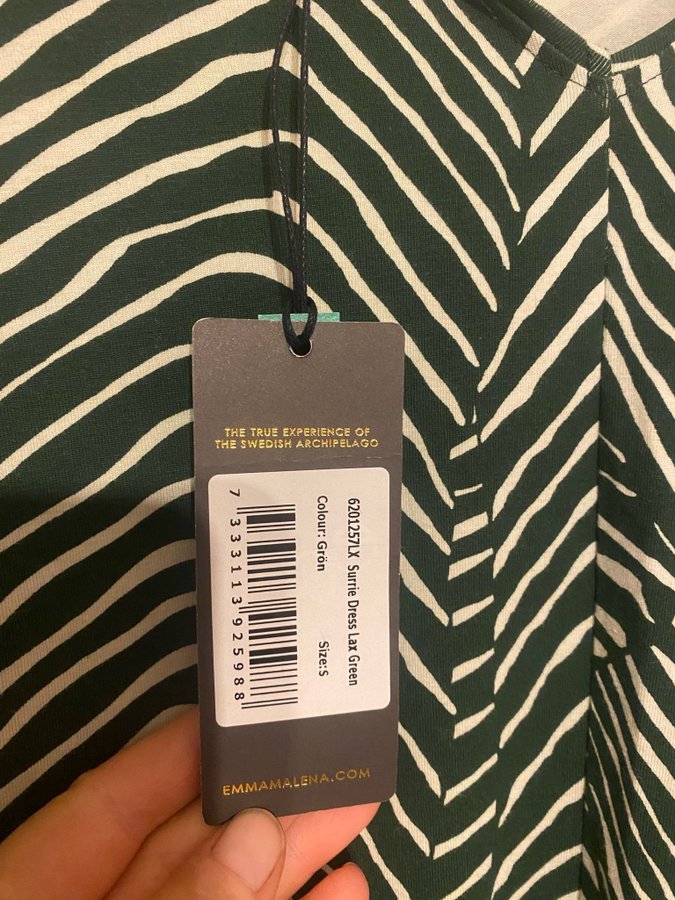 THE TRUE EXPERIENCE OF
THE SWEDISH ARCHIPELAGO
6201257LX Surrie Dress Lax Green
Colour: Grön Size:S
7 333113 925988
EMMAMALENA.COM